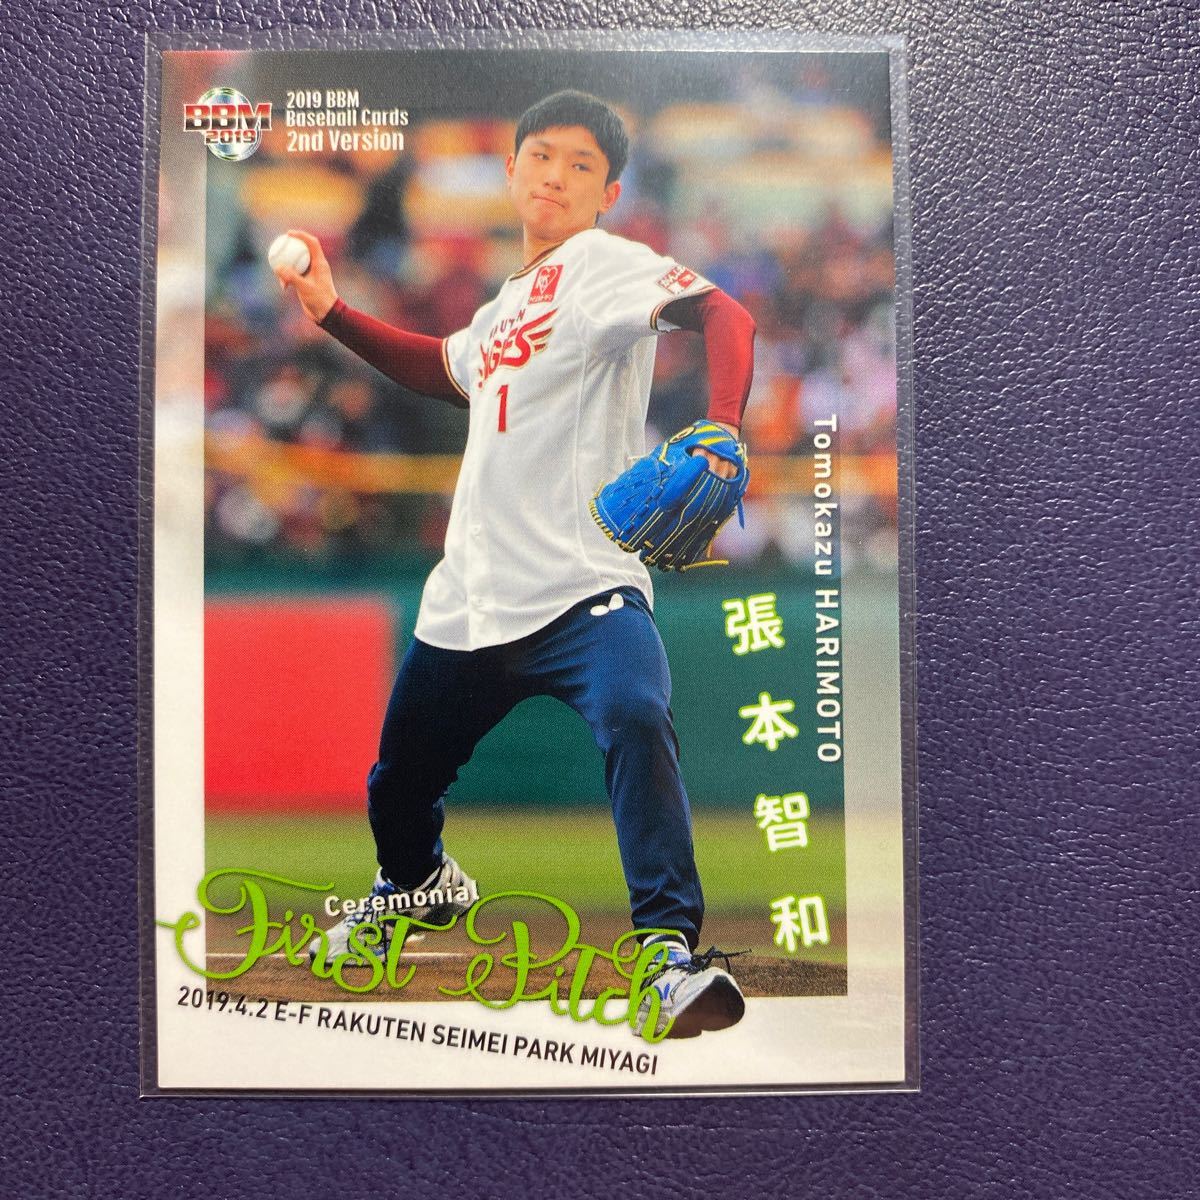 BBM
2019
2019 BBM
Baseball Cards
2nd Version
EAGLES
1
Tomokazu HARIMOTO
張本智和
Ceremonial
First Pitch
2019.4.2 E-F RAKUTEN SEIMEI PARK MIYAGI